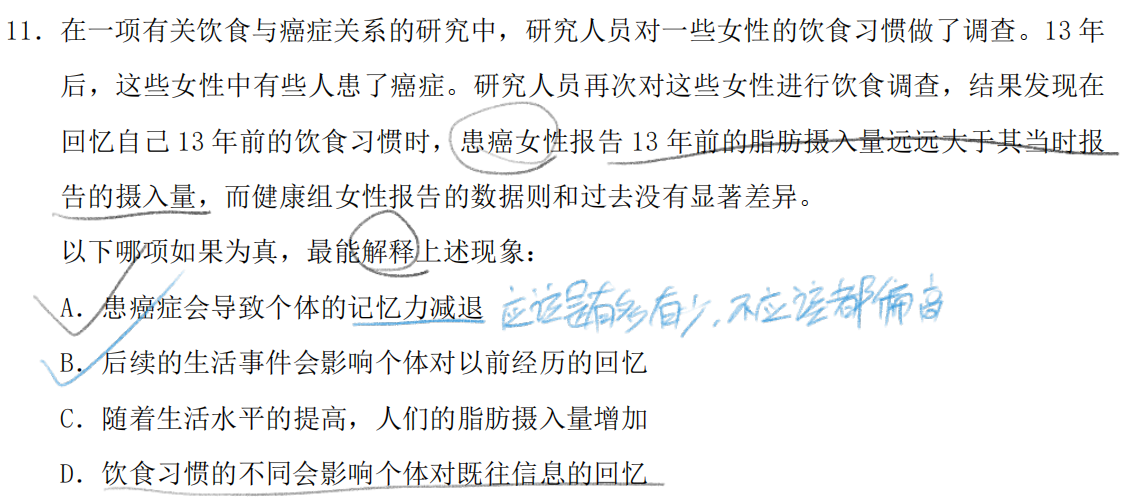 11. 在一项有关饮食与癌症关系的研究中，研究人员对一些女性的饮食习惯做了调查。13 年
后，这些女性中有些人患了癌症。研究人员再次对这些女性进行饮食调查，结果发现在
回忆自己 13 年前的饮食习惯时，患癌女性报告 13 年前的脂肪摄入量远远大于其当时报
告的摄入量，而健康组女性报告的数据则和过去没有显著差异。
以下哪项如果为真，最能解释上述现象：
A. 患癌症会导致个体的记忆力减退 应该是有多有少，不应该都偏高
B. 后续的生活事件会影响个体对以前经历的回忆
C. 随着生活水平的提高，人们的脂肪摄入量增加
D. 饮食习惯的不同会影响个体对既往信息的回忆